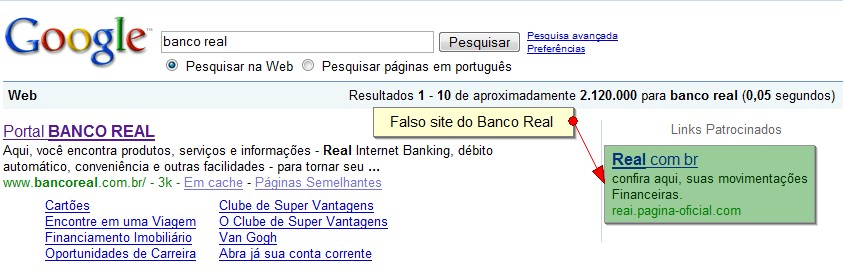 Google
banco real
Pesquisar
Pesquisa avançada
Preferências
Pesquisar na Web
Pesquisar páginas em português
Web
Resultados 1 - 10 de aproximadamente 2.120.000 para banco real (0,05 segundos)
Falso site do Banco Real
Links Patrocinados
Portal BANCO REAL
Aqui, você encontra produtos, serviços e informações - Real Internet Banking, débito
automático, conveniência e outras facilidades - para tornar seu ...
www.bancoreal.com.br/ - 3k - Em cache - Páginas Semelhantes
Cartões
Encontre em uma Viagem
Financiamento Imobiliário
Oportunidades de Carreira
Clube de Super Vantagens
O Clube de Super Vantagens
Van Gogh
Abra já sua conta corrente
Real com br
confira aqui, suas movimentações
Financeiras.
reai.pagina-oficial.com